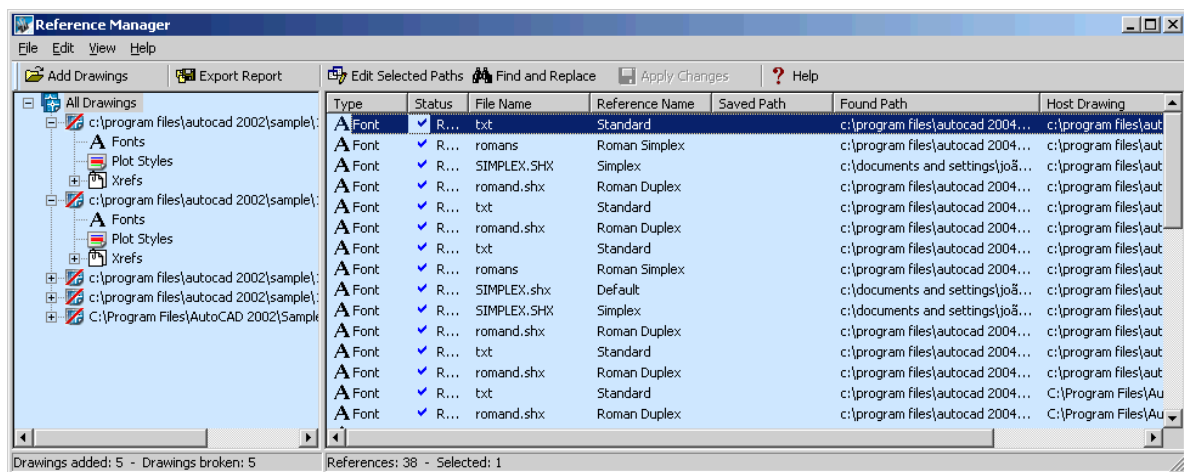 Reference Manager
File Edit View Help
Add Drawings Export Report Edit Selected Paths Find and Replace Apply Changes ? Help
All Drawings
c:\program files\autocad 2002\sample\
A Fonts
Plot Styles
Xrefs
c:\program files\autocad 2002\sample\
A Fonts
Plot Styles
Xrefs
c:\program files\autocad 2002\sample\
c:\program files\autocad 2002\sample\
C:\Program Files\AutoCAD 2002\Sample
Type Status File Name Reference Name Saved Path Found Path Host Drawing
A Font R... txt Standard c:\program files\autocad 2004... c:\program files\aut
A Font R... romans Roman Simplex c:\program files\autocad 2004... c:\program files\aut
A Font R... SIMPLEX.SHX Simplex c:\documents and settings\joã... c:\program files\aut
A Font R... romand.shx Roman Duplex c:\program files\autocad 2004... c:\program files\aut
A Font R... txt Standard c:\program files\autocad 2004... c:\program files\aut
A Font R... romand.shx Roman Duplex c:\program files\autocad 2004... c:\program files\aut
A Font R... txt Standard c:\program files\autocad 2004... c:\program files\aut
A Font R... romans Roman Simplex c:\program files\autocad 2004... c:\program files\aut
A Font R... SIMPLEX.shx Default c:\documents and settings\joã... c:\program files\aut
A Font R... SIMPLEX.SHX Simplex c:\documents and settings\joã... c:\program files\aut
A Font R... romand.shx Roman Duplex c:\program files\autocad 2004... c:\program files\aut
A Font R... txt Standard c:\program files\autocad 2004... c:\program files\aut
A Font R... romand.shx Roman Duplex c:\program files\autocad 2004... c:\program files\aut
A Font R... txt Standard c:\program files\autocad 2004... C:\Program Files\Au
A Font R... romand.shx Roman Duplex c:\program files\autocad 2004... C:\Program Files\Au
Drawings added: 5 - Drawings broken: 5
References: 38 - Selected: 1